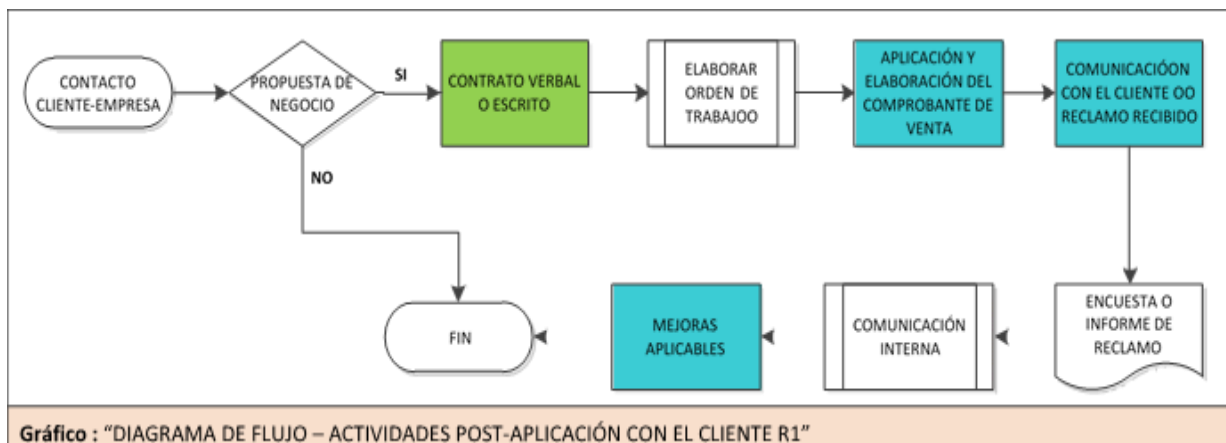 CONTACTO
CLIENTE-EMPRESA
PROPUESTA DE
NEGOCIO
SI
NO
CONTRATO VERBAL
O ESCRITO
ELABORAR
ORDEN DE
TRABAJOO
APLICACIÓN Y
ELABORACIÓN DEL
COMPROBANTE DE
VENTA
COMUNICACIÓON
CON EL CLIENTE OO
RECLAMO RECIBIDO
ENCUESTA O
INFORME DE
RECLAMO
COMUNICACIÓN
INTERNA
MEJORAS
APLICABLES
FIN
Gráfico : “DIAGRAMA DE FLUJO – ACTIVIDADES POST-APLICACIÓN CON EL CLIENTE R1”